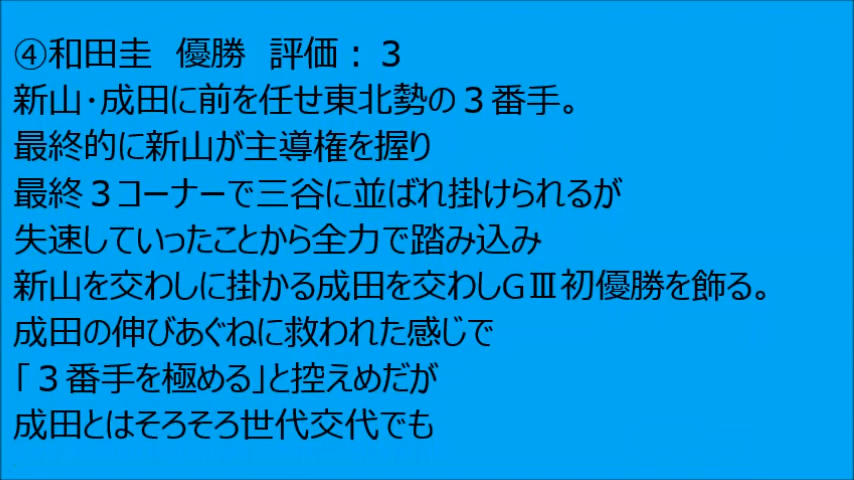 ④和田圭　優勝　評価：３
新山・成田に前を任せ東北勢の３番手。
最終的に新山が主導権を握り
最終３コーナーで三谷に並ばれ掛けられるが
失速していったことから全力で踏み込み
新山を交わしに掛かる成田を交わしGⅢ初優勝を飾る。
成田の伸びあぐねに救われた感じで
「３番手を極める」と控えめだが
成田とはそろそろ世代交代でも